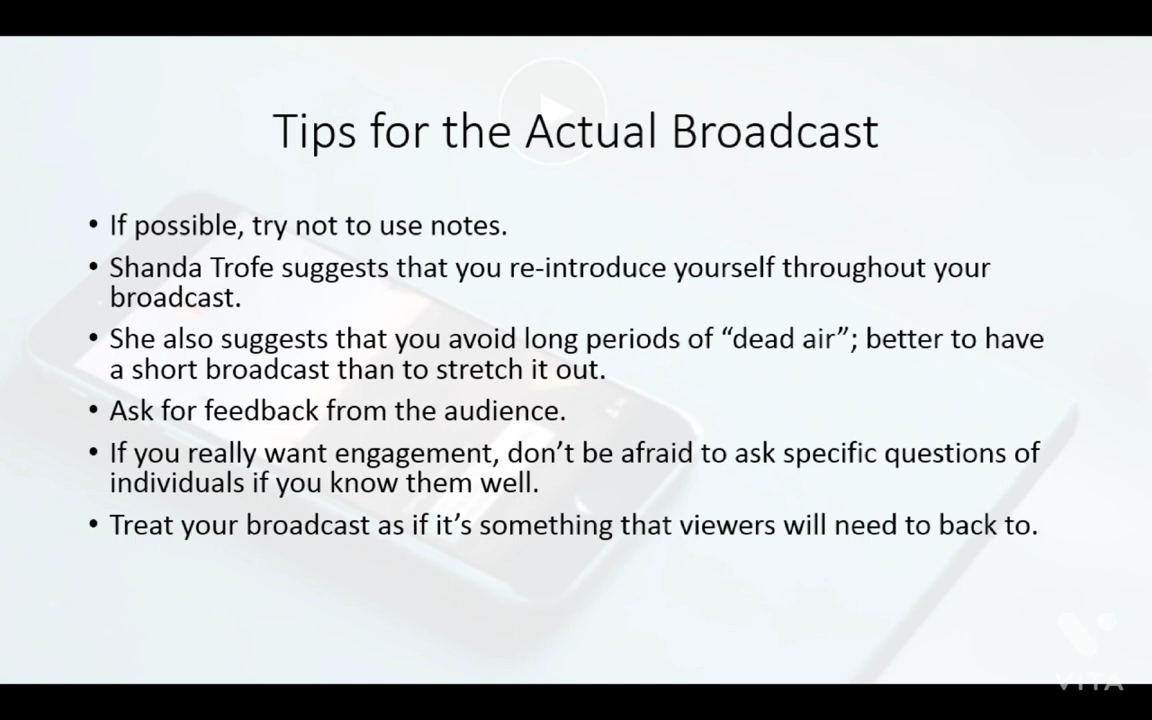 Tips for the Actual Broadcast
• If possible, try not to use notes.
• Shanda Trofe suggests that you re-introduce yourself throughout your
broadcast.
• She also suggests that you avoid long periods of “dead air”; better to have
a short broadcast than to stretch it out.
• Ask for feedback from the audience.
• If you really want engagement, don’t be afraid to ask specific questions of
individuals if you know them well.
• Treat your broadcast as if it’s something that viewers will need to back to.
VITA